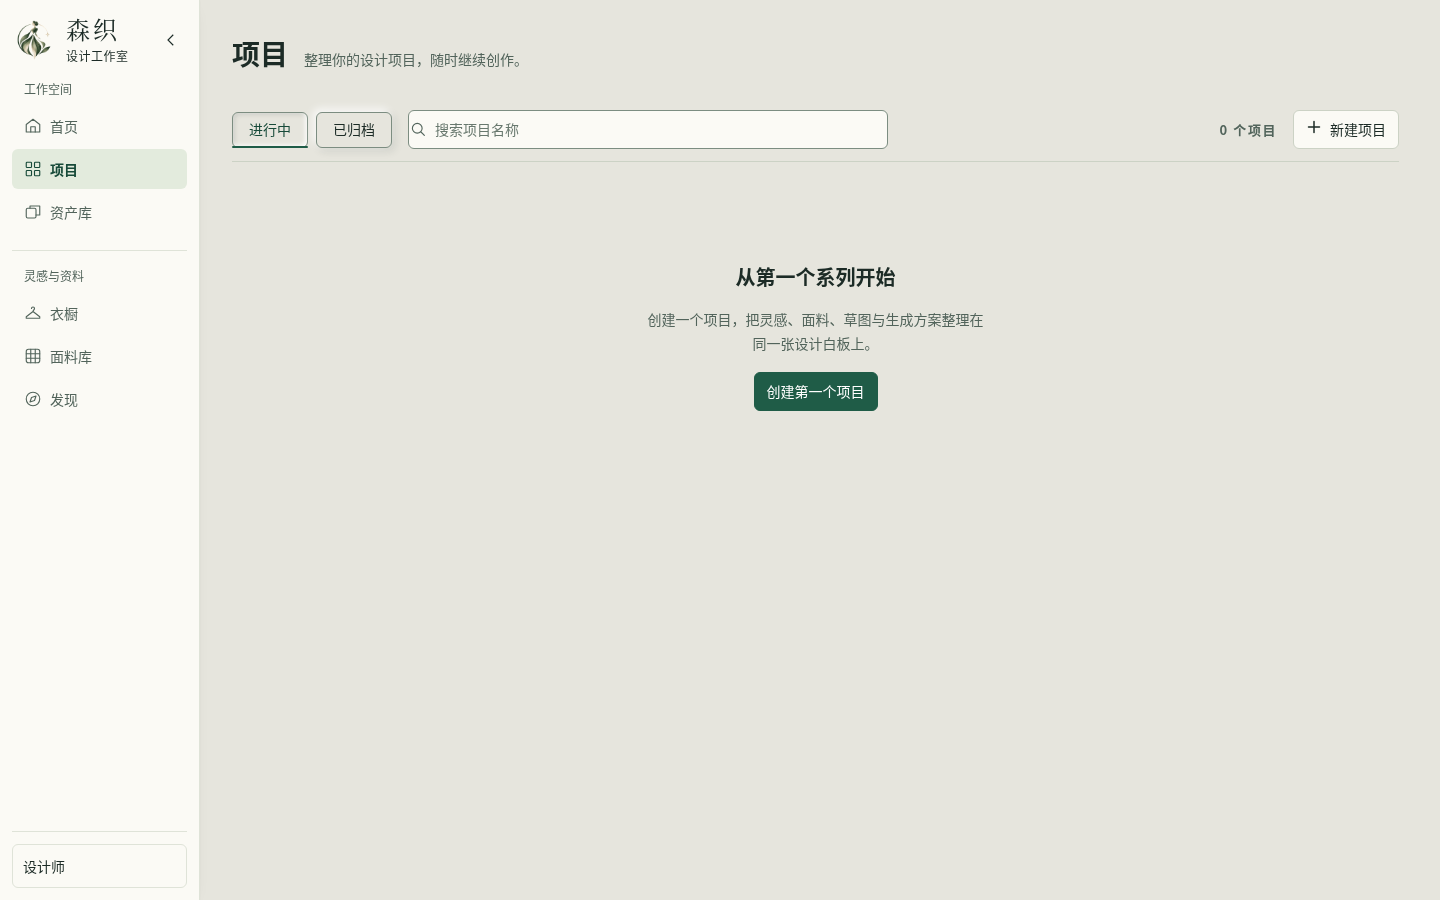 森织
设计工作室
工作空间
首页
项目
资产库
灵感与资料
衣橱
面料库
发现
设计师
项目
整理你的设计项目，随时继续创作。
进行中
已归档
搜索项目名称
0 个项目
新建项目
从第一个系列开始
创建一个项目，把灵感、面料、草图与生成方案整理在
同一张设计白板上。
创建第一个项目